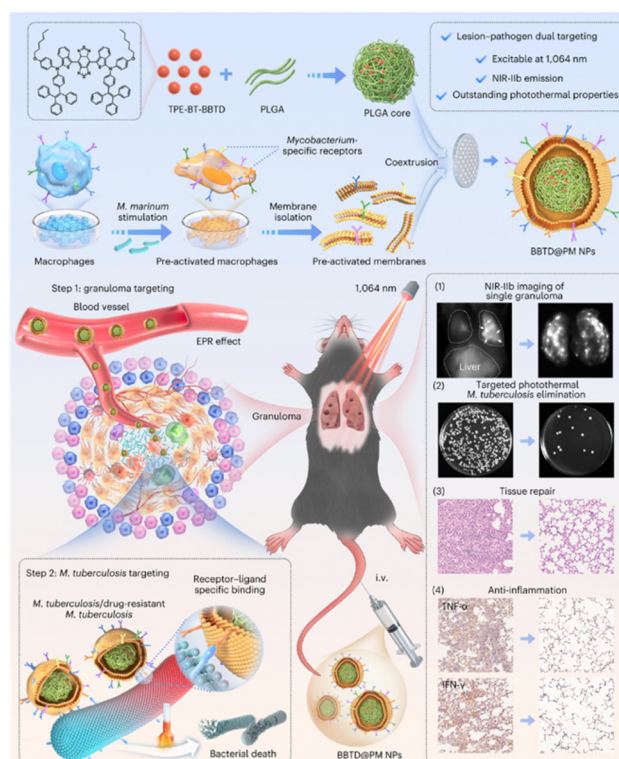 Lesion–pathogen dual targeting
Excitable at 1,064 nm
NIR-IIb emission
Outstanding photothermal properties
TPE-BT-BBTD
+
PLGA
PLGA core
Mycobacterium-
specific receptors
Coextrusion
M. marinum
stimulation
Membrane
isolation
Macrophages
Pre-activated macrophages
Pre-activated membranes
BBTD@PM NPs
Step 1: granuloma targeting
Blood vessel
EPR effect
Granuloma
1,064 nm
(1)
NIR-IIb imaging of
single granuloma
Liver
(2)
Targeted photothermal
M. tuberculosis elimination
(3)
Tissue repair
(4)
Anti-inflammation
TNF-α
IFN-γ
Step 2: M. tuberculosis targeting
Receptor–ligand
specific binding
M. tuberculosis/drug-resistant
M. tuberculosis
Bacterial death
i.v.
BBTD@PM NPs